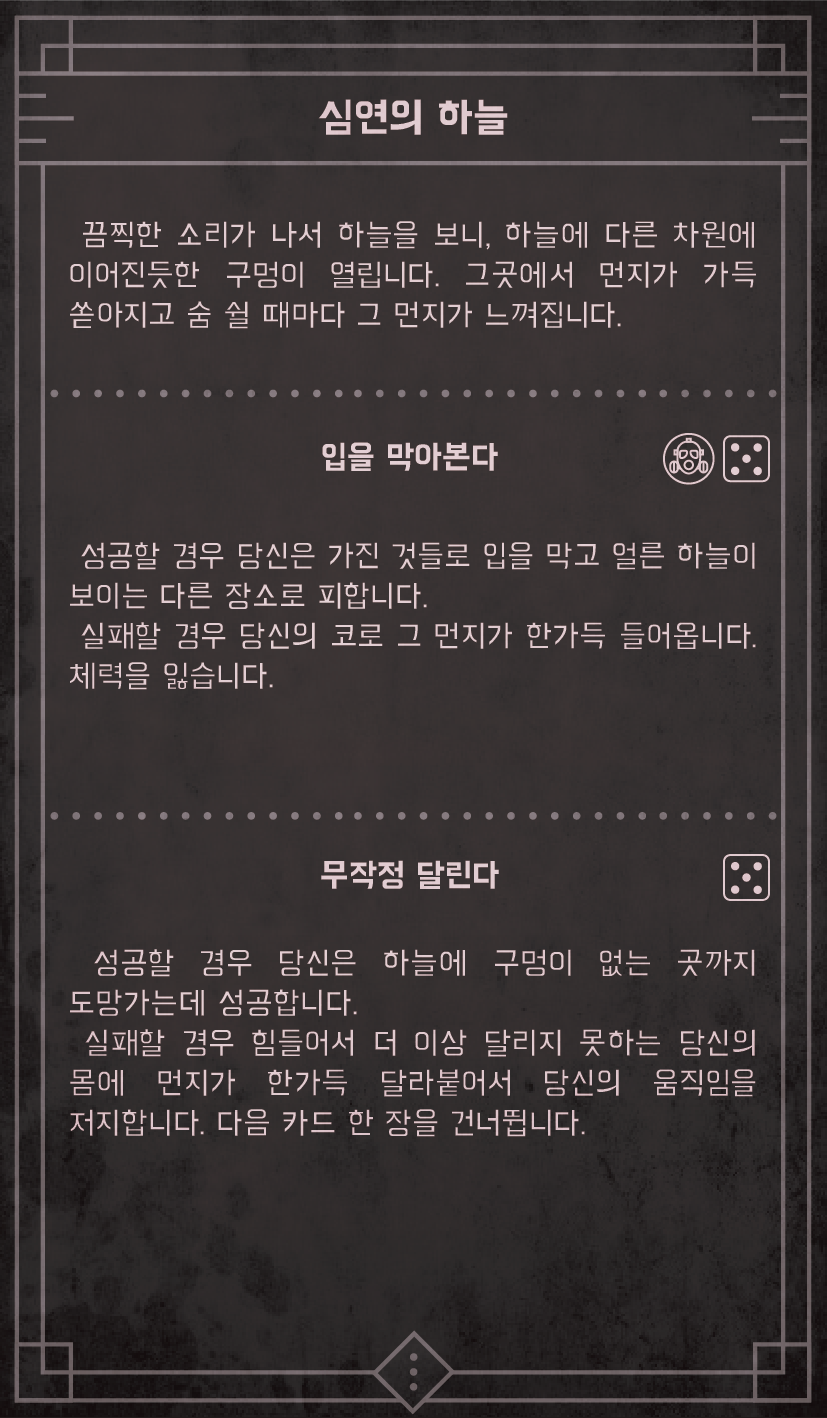 심연의 하늘
끔찍한 소리가 나서 하늘을 보니, 하늘에 다른 차원에
이어진듯한 구멍이 열립니다. 그곳에서 먼지가 가득
쏟아지고 숨 쉴 때마다 그 먼지가 느껴집니다.
입을 막아본다
성공할 경우 당신은 가진 것들로 입을 막고 얼른 하늘이
보이는 다른 장소로 피합니다.
실패할 경우 당신의 코로 그 먼지가 한가득 들어옵니다.
체력을 잃습니다.
무작정 달린다
성공할 경우 당신은 하늘에 구멍이 없는 곳까지
도망가는데 성공합니다.
실패할 경우 힘들어서 더 이상 달리지 못하는 당신의
몸에 먼지가 한가득 달라붙어서 당신의 움직임을
저지합니다. 다음 카드 한 장을 건너뜁니다.